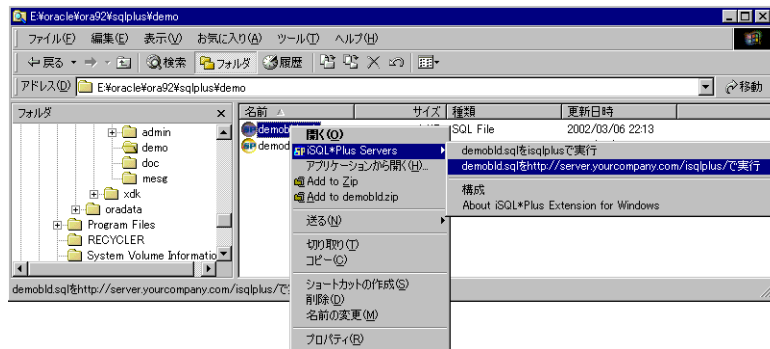 E:¥oracle¥ora92¥sqlplus¥demo
ファイル(F) 編集(E) 表示(V) お気に入り(A) ツール(T) ヘルプ(H)
戻る 検索 フォルダ 履歴
アドレス(D) E:¥oracle¥ora92¥sqlplus¥demo 移動
フォルダ
名前 サイズ 種類 更新日時
admin
demo
doc
mesg
xdk
oradata
Program Files
RECYCLER
System Volume Informatio
demobl
SQL File 2002/03/06 22:13
demod
開く(O)
iSQL*Plus Servers
アプリケーションから開く(H)...
Add to Zip
Add to demobld.zip
送る(N)
切り取り(T)
コピー(C)
ショートカットの作成(S)
削除(D)
名前の変更(M)
プロパティ(R)
demobld.sqlをisqlplusで実行
demobld.sqlをhttp://server.yourcompany.com/isqlplus/で実行
構成
About iSQL*Plus Extension for Windows
demobld.sqlをhttp://server.yourcompany.com/isqlplus/で